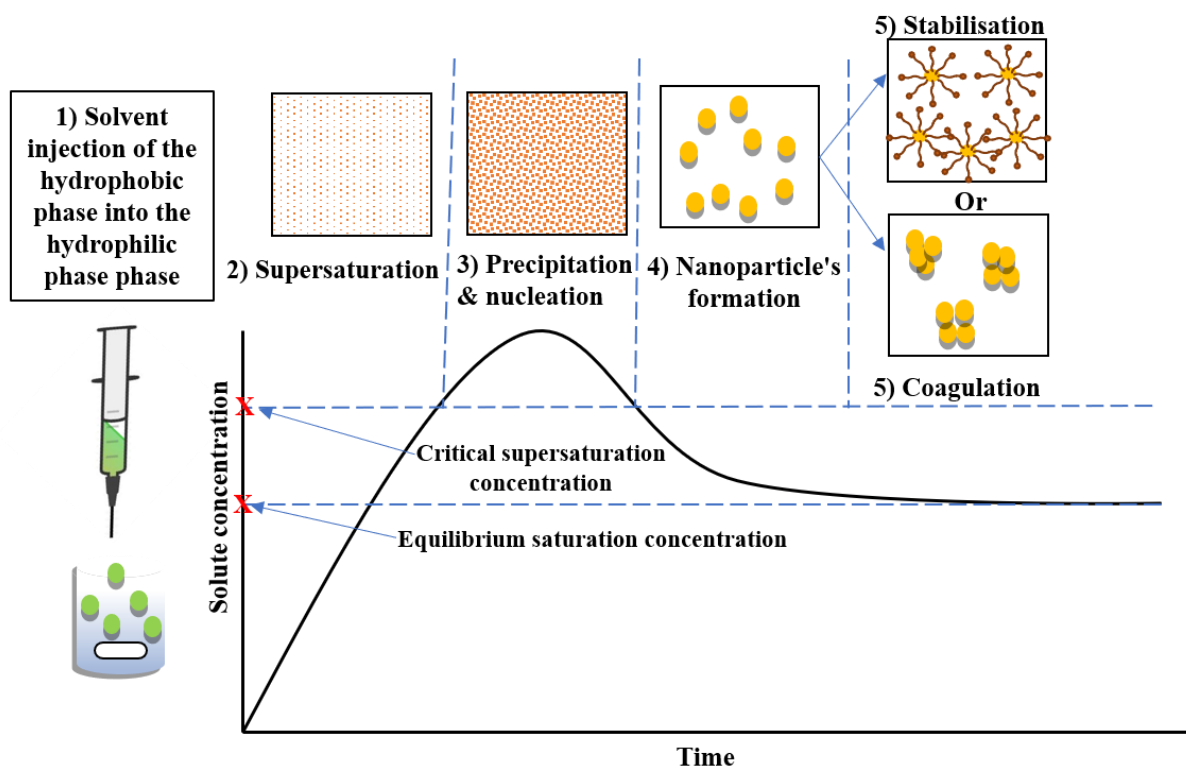 1) Solvent
injection of the
hydrophobic
phase into the
hydrophilic
phase phase
2) Supersaturation
3) Precipitation
& nucleation
4) Nanoparticle's
formation
5) Stabilisation
Or
5) Coagulation
Solute concentration
X
Critical supersaturation
concentration
X
Equilibrium saturation concentration
Time